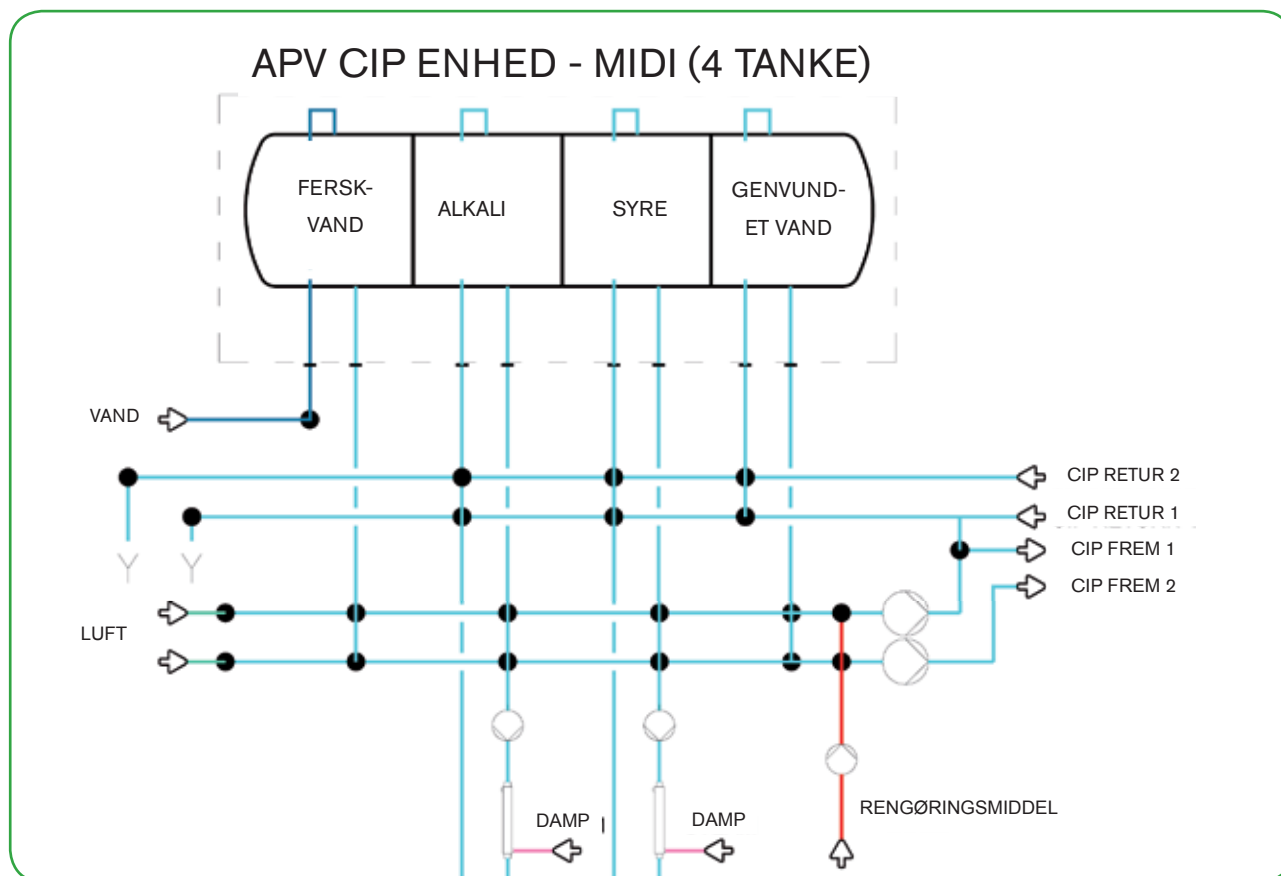 APV CIP ENHED - MIDI (4 TANKE)
FERSK-
VAND
ALKALI
SYRE
GENVUND-
ET VAND
VAND
CIP RETUR 2
CIP RETUR 1
CIP FREM 1
CIP FREM 2
LUFT
DAMP
DAMP
RENGØRINGSMIDDEL